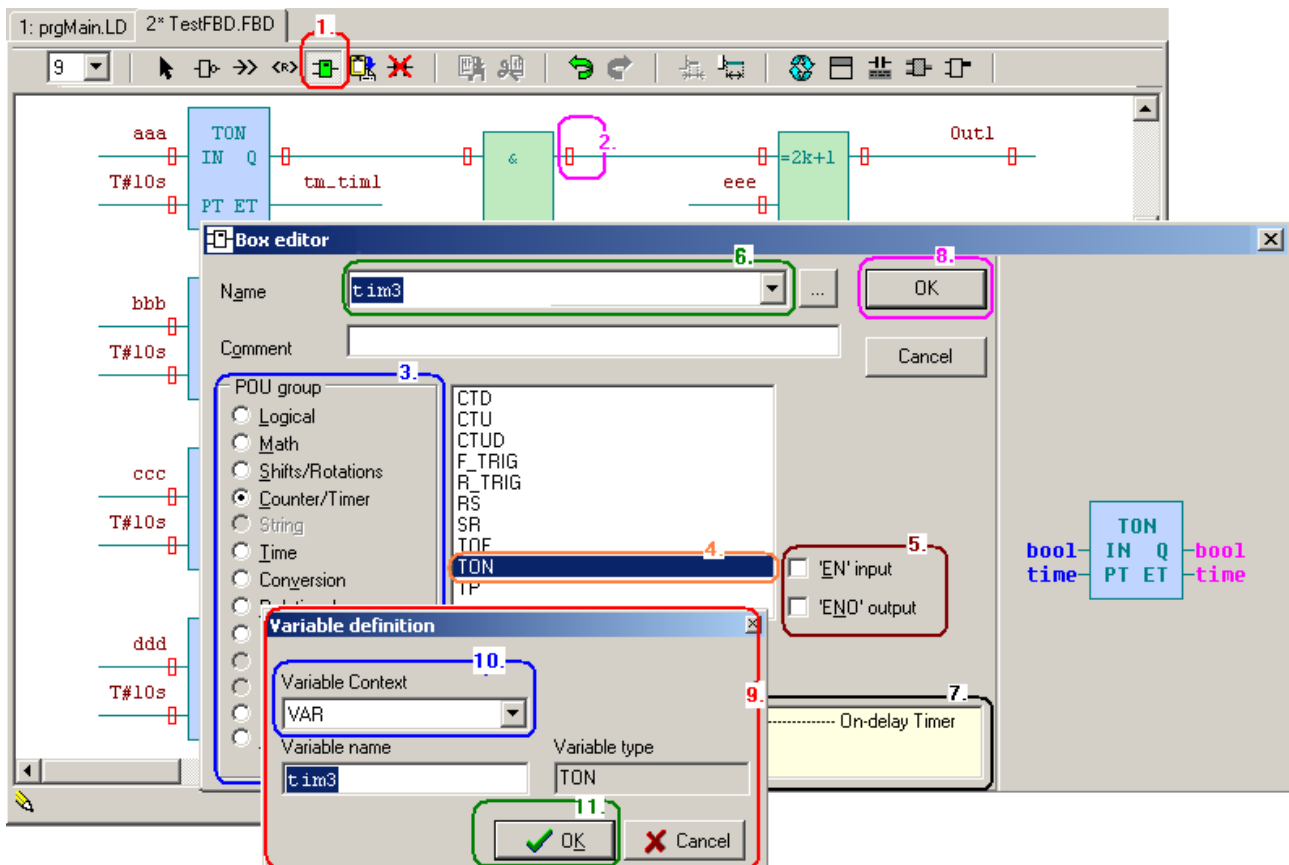 1: prgMain.LD
2* TestFBD.FBD
1.
9
<R>
aaa
TON
IN Q
T#10s
PT ET
tm_tim1
&
2.
eee
=2k+1
Out1
Box editor
6.
8.
Name
tim3
...
OK
bbb
T#10s
Comment
Cancel
3.
POU group
Logical
Math
Shifts/Rotations
Counter/Timer
String
Time
Conversion
CTD
CTU
CTUD
F_TRIG
R_TRIG
RS
SR
TOF
TON
TP
4.
5.
'EN' input
'ENO' output
ccc
T#10s
TON
bool IN Q bool
time PT ET time
Variable definition
10.
Variable Context
VAR
9.
7.
---------- On-delay Timer
ddd
T#10s
Variable name
Variable type
tim3
TON
11.
OK
Cancel